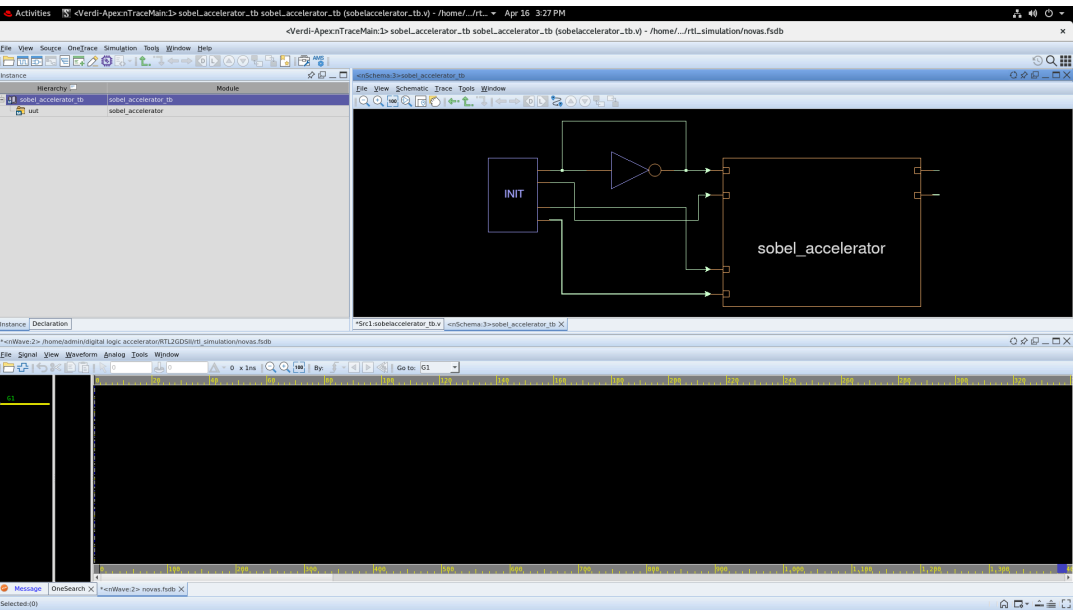 Activities <Verdi-Apex:nTraceMain:1> sobel_accelerator_tb sobel_accelerator_tb (sobelaccelerator_tb.v) - /home/.../rt... Apr 16 3:27 PM
<Verdi-Apex:nTraceMain:1> sobel_accelerator_tb sobel_accelerator_tb (sobelaccelerator_tb.v) - /home/.../rtl_simulation/novas.fsdb
File View Source OneTrace Simulation Tools Window Help
Instance
<nSchema:3>sobel_accelerator_tb
Hierarchy Module
File View Schematic Trace Tools Window
sobel_accelerator_tb sobel_accelerator_tb
uut sobel_accelerator
100
INIT
sobel_accelerator
Instance Declaration
*Src1:sobelaccelerator_tb.v <nSchema:3>sobel_accelerator_tb
*<nWave:2> /home/admin/digital logic accelerator/RTL2GDSII/rtl_simulation/novas.fsdb
File Signal View Waveform Analog Tools Window
0 0 0 x 1ns 100 By: Go to: G1
0 20 40 60 80 100 120 140 160 180 200 220 240 260 280 300 320
G1
0 100 200 300 400 500 600 700 800 900 1,000 1,100 1,200 1,300
Message OneSearch *<nWave:2> novas.fsdb
Selected:(0)